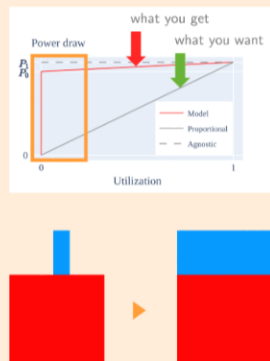 what you get
Power draw
what you want
P₁
P₀
Model
Proportional
Agnostic
0
0
1
Utilization